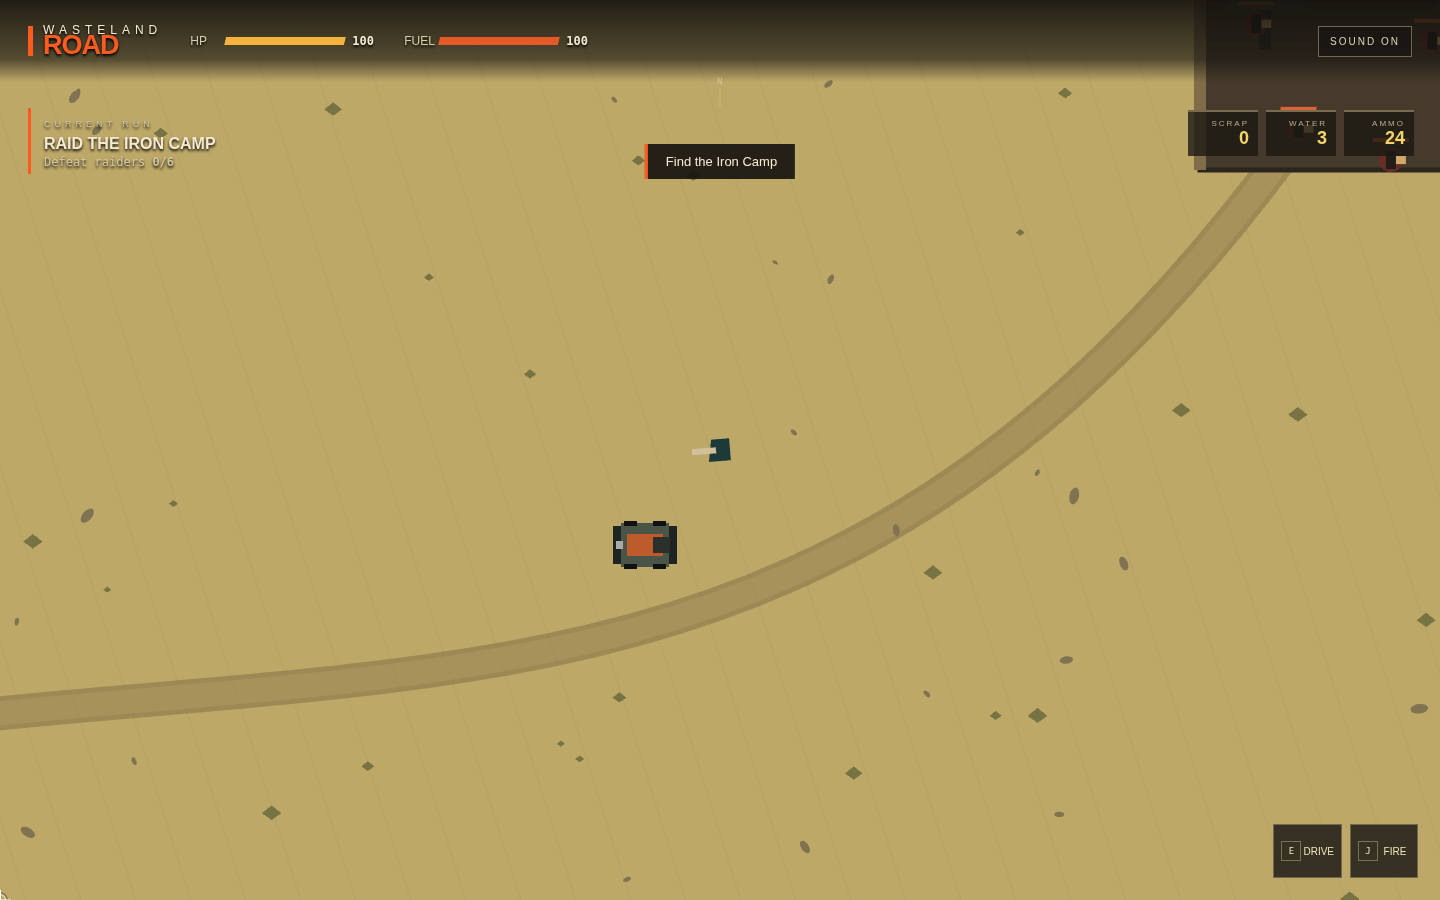 WASTELAND
ROAD
HP 100
FUEL 100
SOUND ON
N
CURRENT RUN
RAID THE IRON CAMP
Defeat raiders 0/6
Find the Iron Camp
SCRAP
0
WATER
3
AMMO
24
E DRIVE
J FIRE